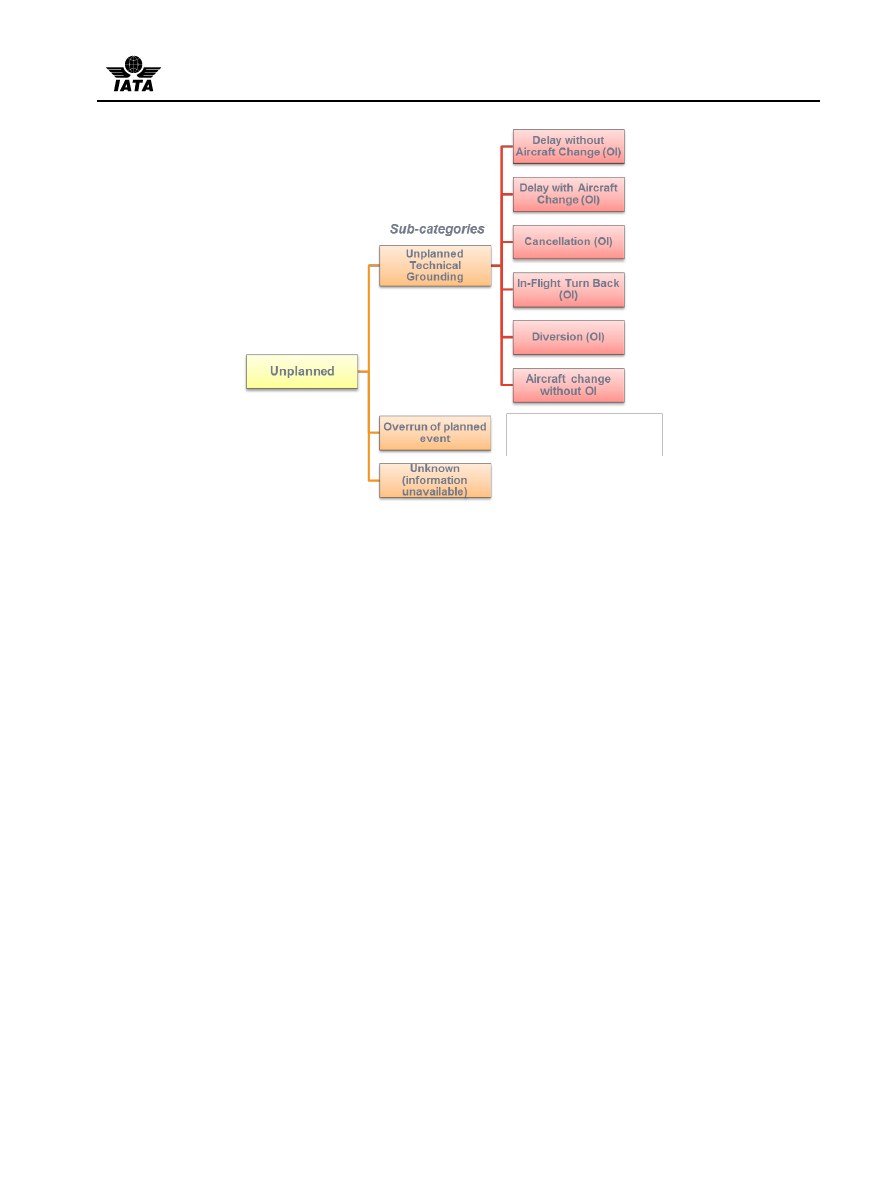 IATA
Delay without
Aircraft Change (OI)
Delay with Aircraft
Change (OI)
Sub-categories
Cancellation (OI)
Unplanned
Technical
Grounding
In-Flight Turn Back
(OI)
Diversion (OI)
Unplanned
Aircraft change
without OI
Overrun of planned
event
Unknown
(information
unavailable)